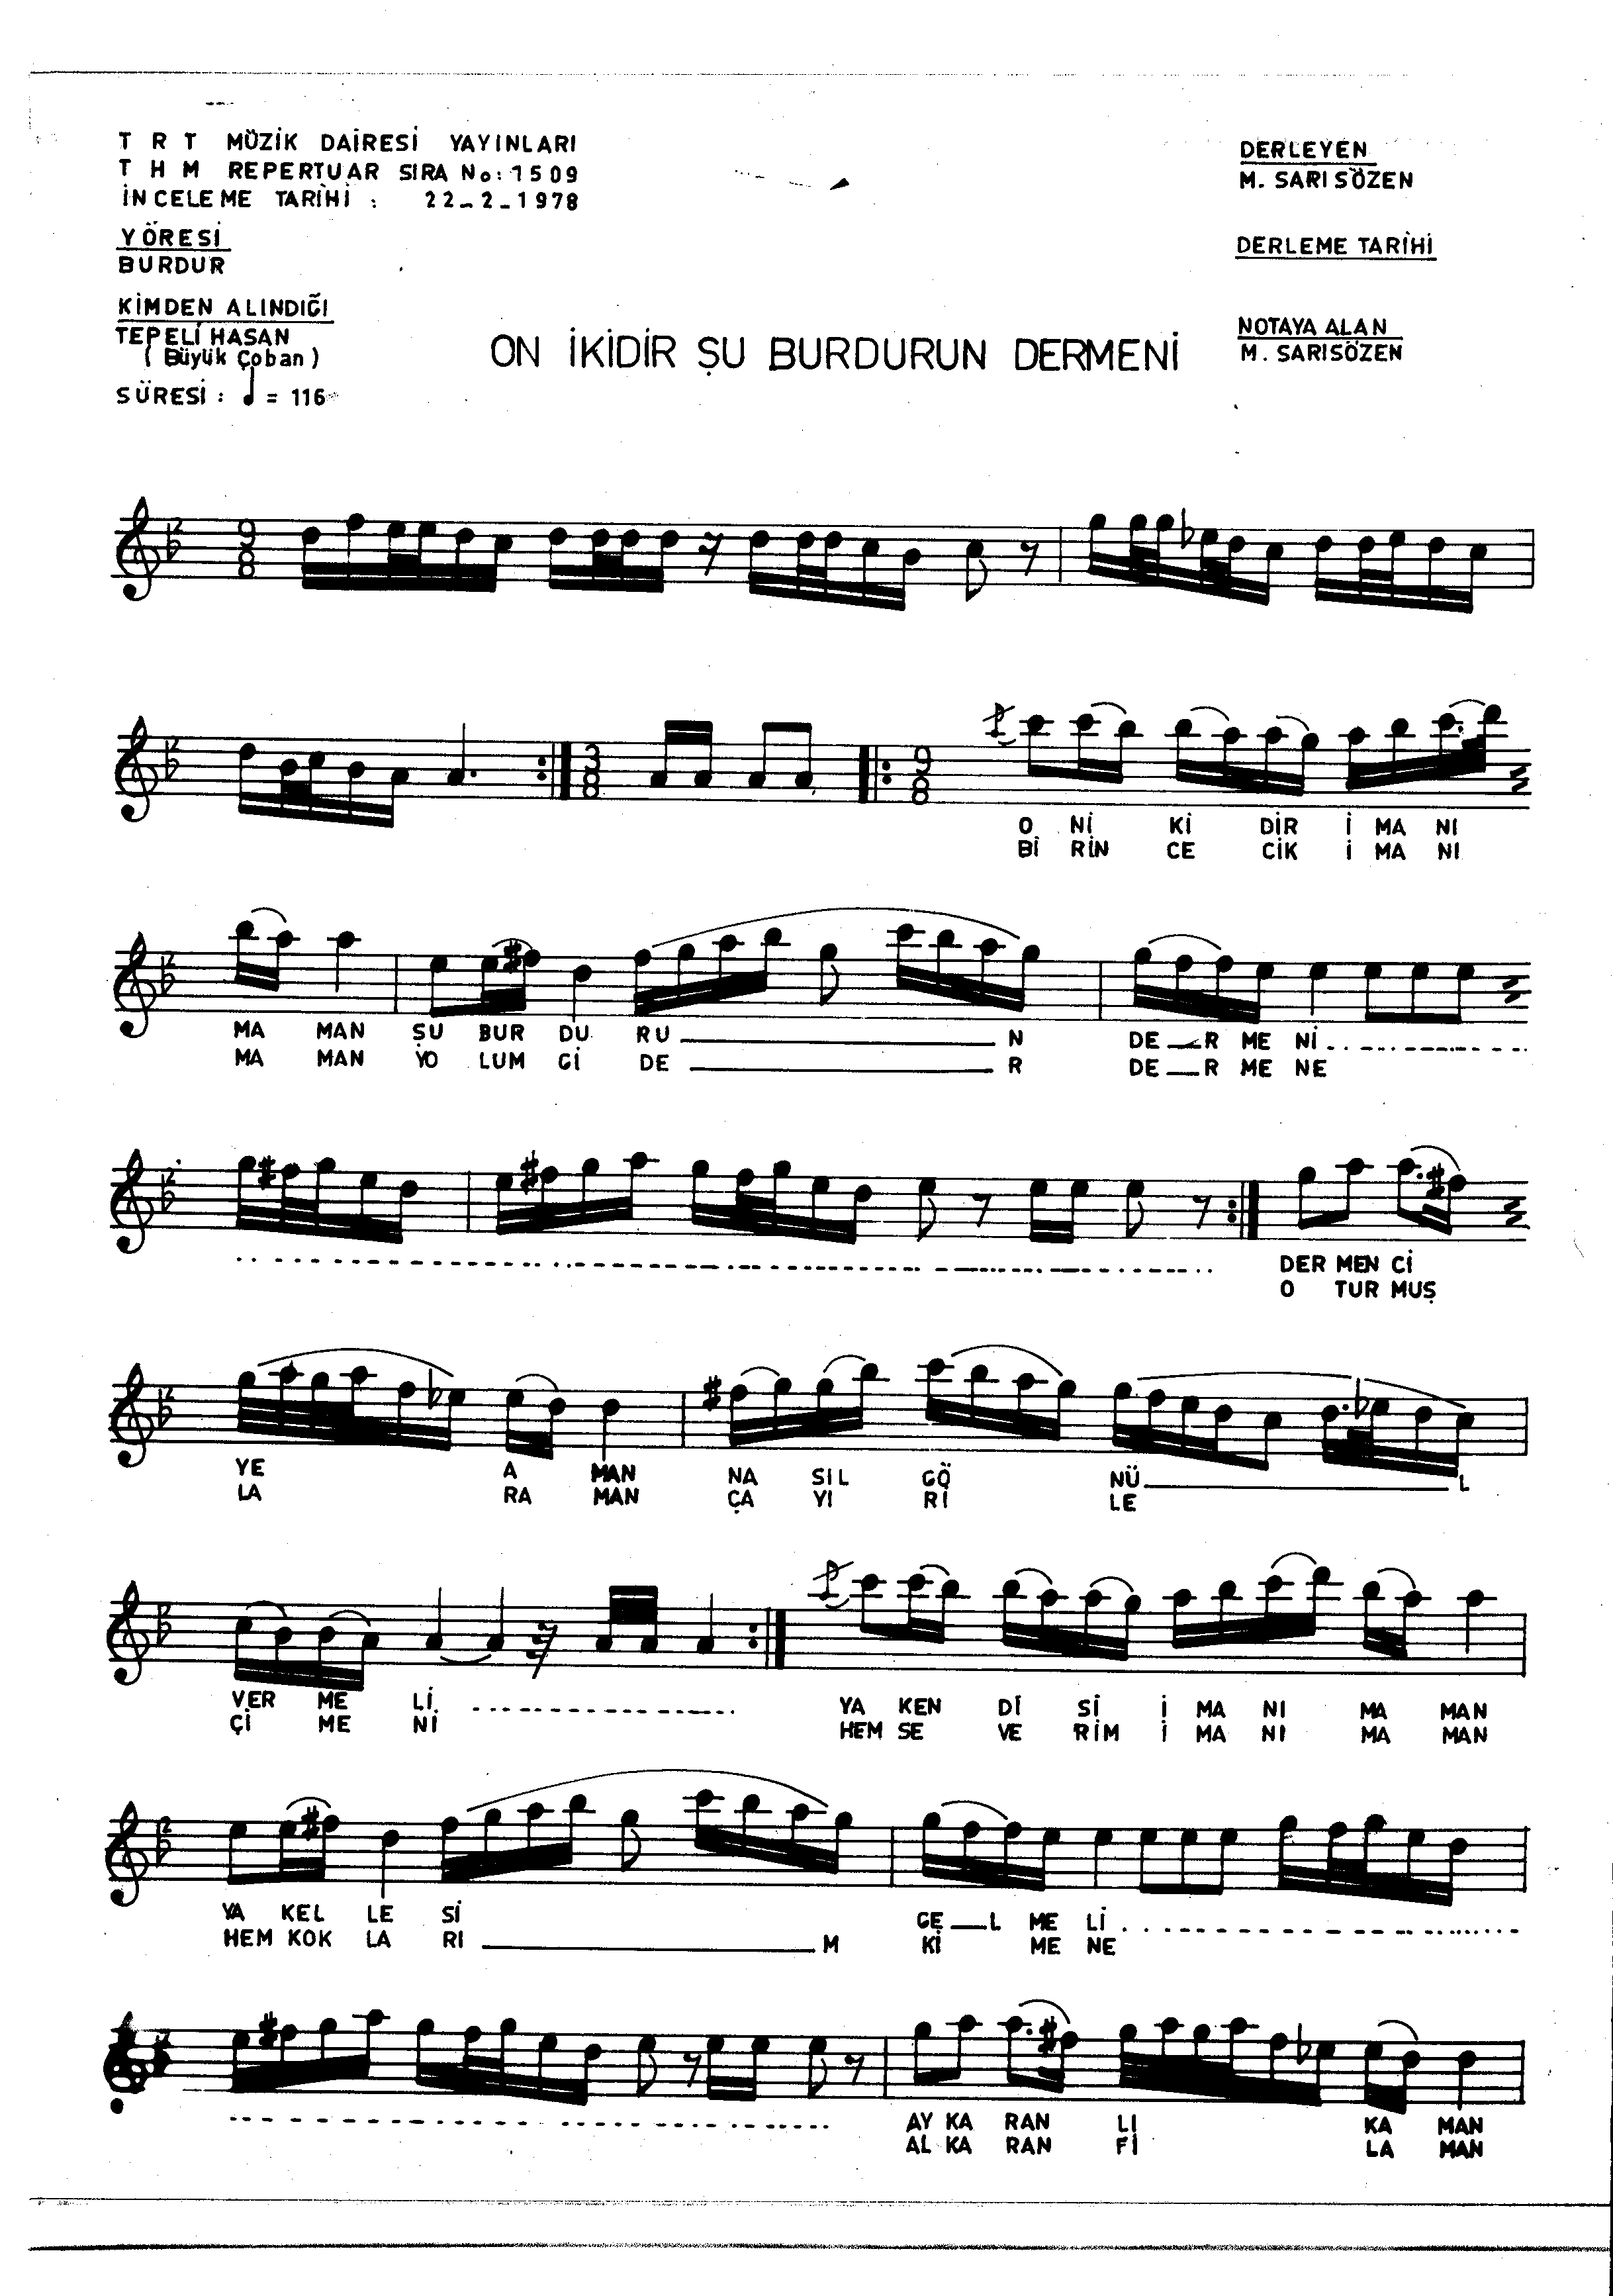 T R T MÜZİK DAİRESİ YAYINLARI
T H M REPERTUAR SIRA No: 1509
İNCELEME TARİHİ : 22_2_1978
YÖRESİ
BURDUR
KİMDEN ALINDIĞI
TEPELİ HASAN
(Büyük Çoban)
SÜRESİ : ♩ = 116
DERLEYEN
M. SARISÖZEN
DERLEME TARİHİ
NOTAYA ALAN
M. SARISÖZEN
ON İKİDİR ŞU BURDURUN DERMENİ
9/8
3/8 9/8
O Nİ Kİ DİR İ MA NI
Bİ RİN CE CİK İ MA NI
MA MAN ŞU BUR DU RU N DE R ME Nİ
MA MAN YO LUM Gİ DE R DE R ME NE
DER MEN Cİ
O TUR MUŞ
YE A MAN NA SIL GÖ NÜ L
LA RA MAN ÇA YI Rİ LE
VER ME Lİ YA KEN Dİ Sİ İ MA NI MA MAN
Çİ ME Nİ HEM SE VE RİM İ MA NI MA MAN
YA KEL LE Sİ GE L ME Lİ
HEM KOK LA RI M Kİ ME NE
AY KA RAN LI KA MAN
AL KA RAN Fİ LA MAN